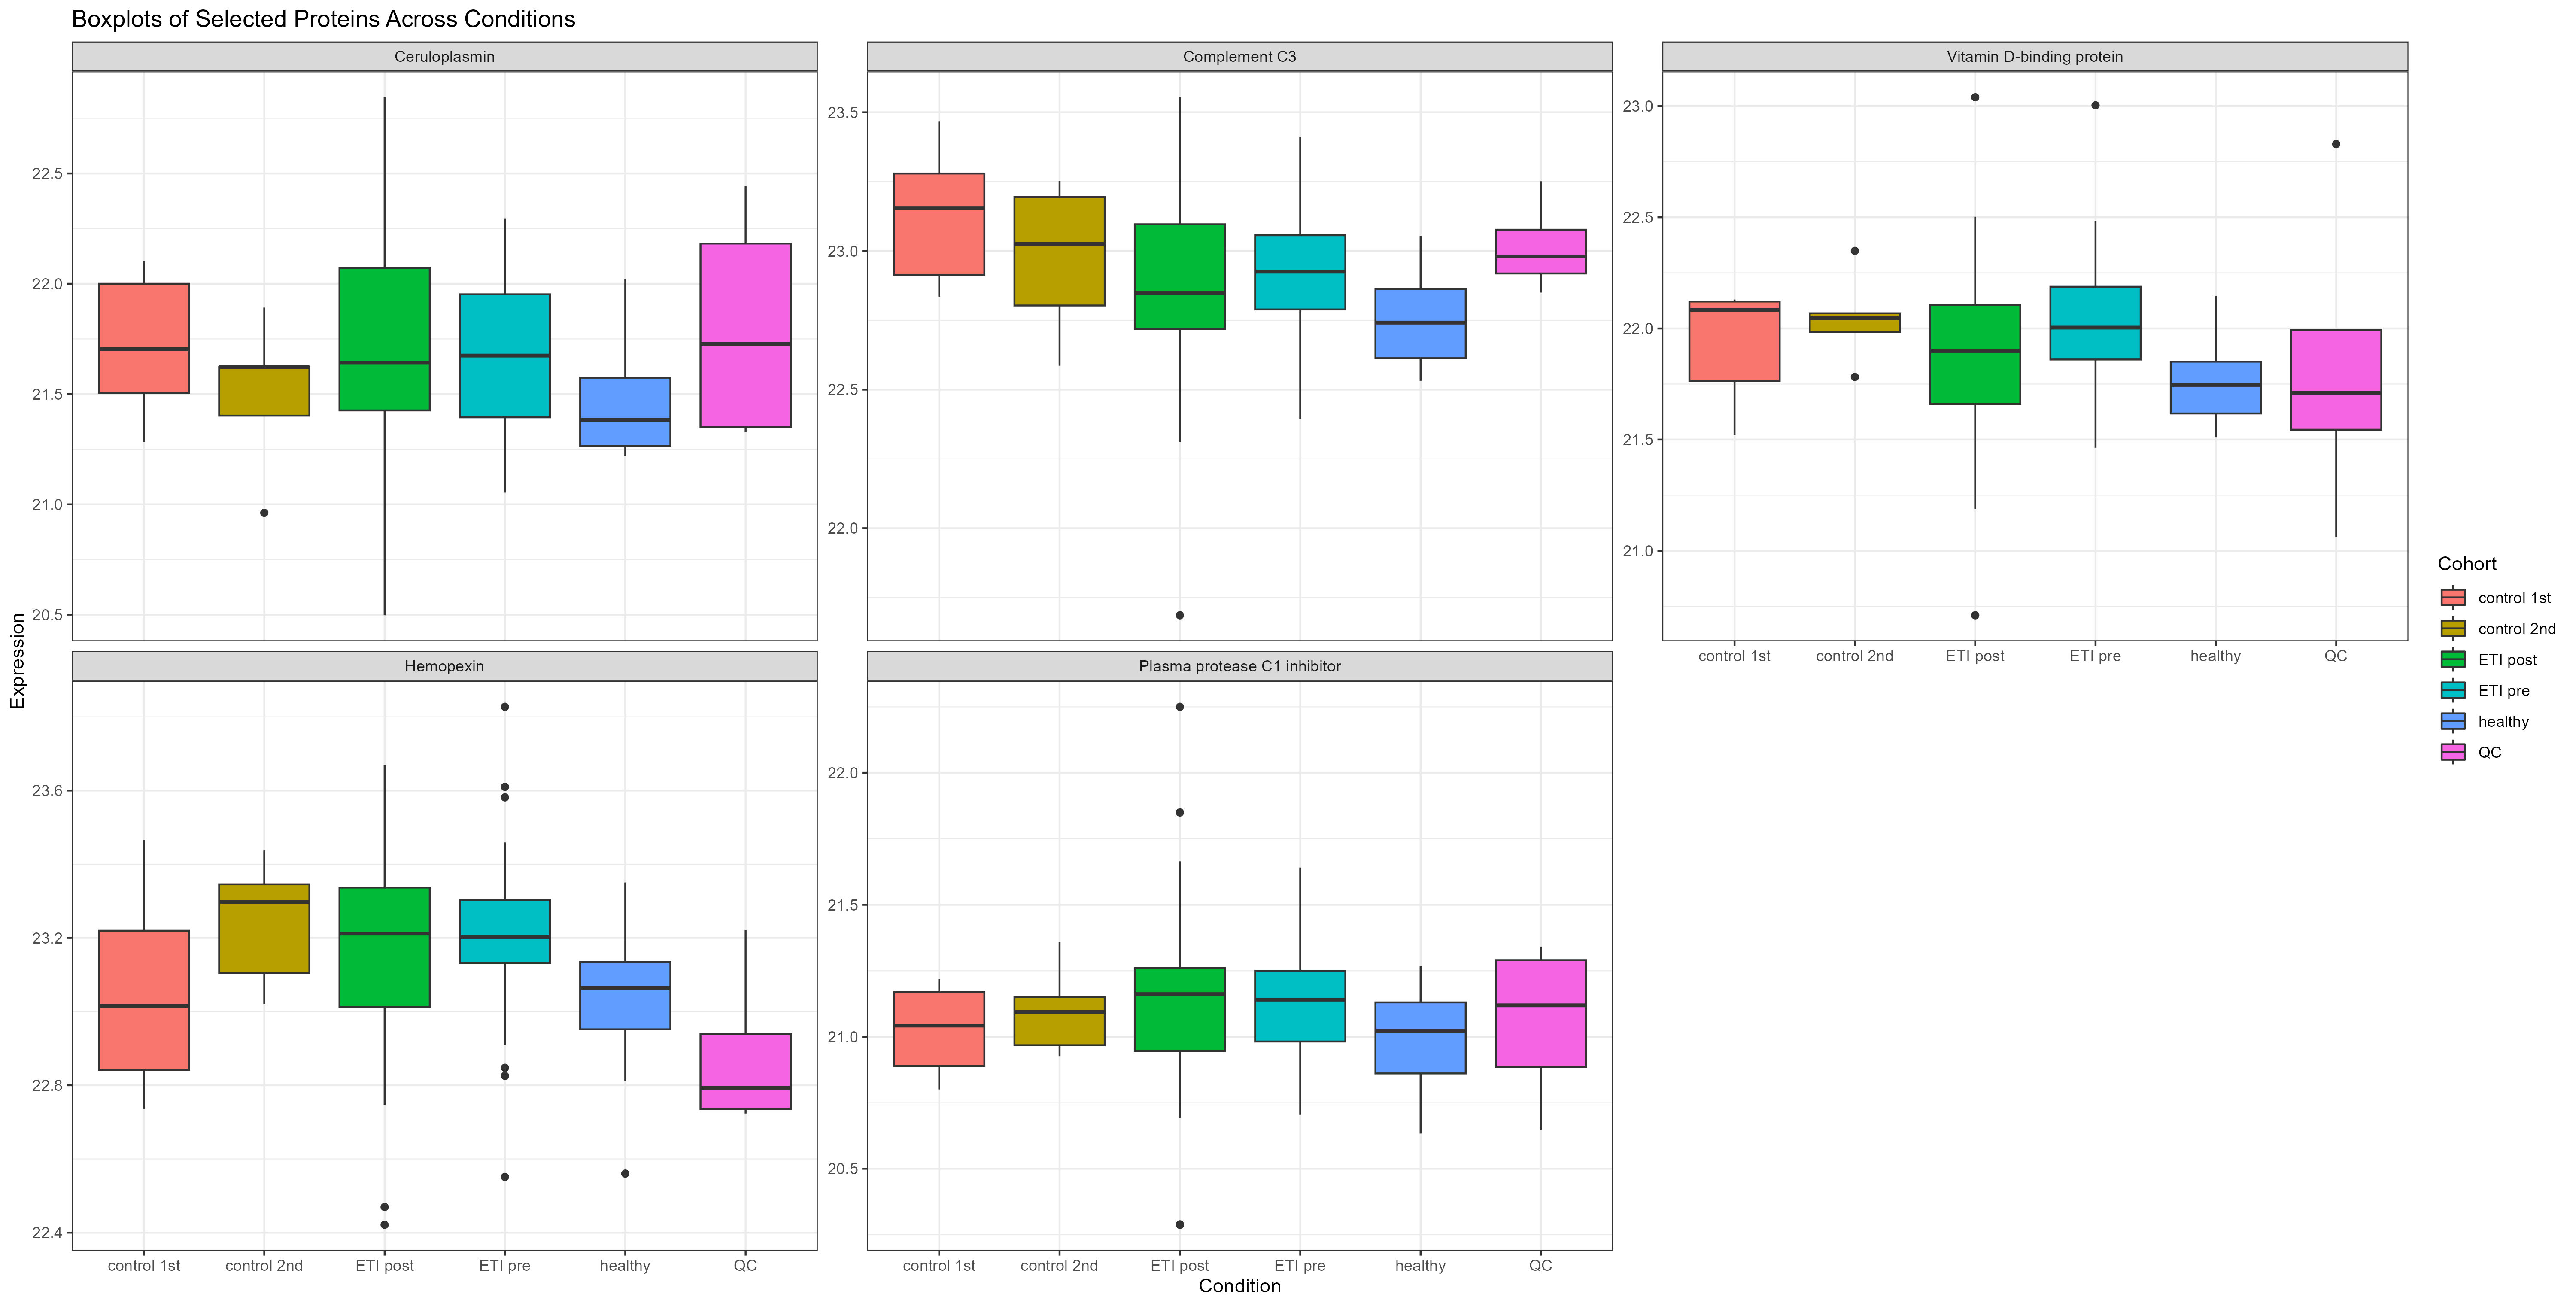 Boxplots of Selected Proteins Across Conditions
Ceruloplasmin
Complement C3
Vitamin D-binding protein
22.5
22.0
21.5
21.0
20.5
23.5
23.0
22.5
22.0
23.0
22.5
22.0
21.5
21.0
control 1st control 2nd ETI post ETI pre healthy QC
Expression
Hemopexin
Plasma protease C1 inhibitor
23.6
23.2
22.8
22.4
22.0
21.5
21.0
20.5
control 1st control 2nd ETI post ETI pre healthy QC
control 1st control 2nd ETI post ETI pre healthy QC
Condition
Cohort
control 1st
control 2nd
ETI post
ETI pre
healthy
QC